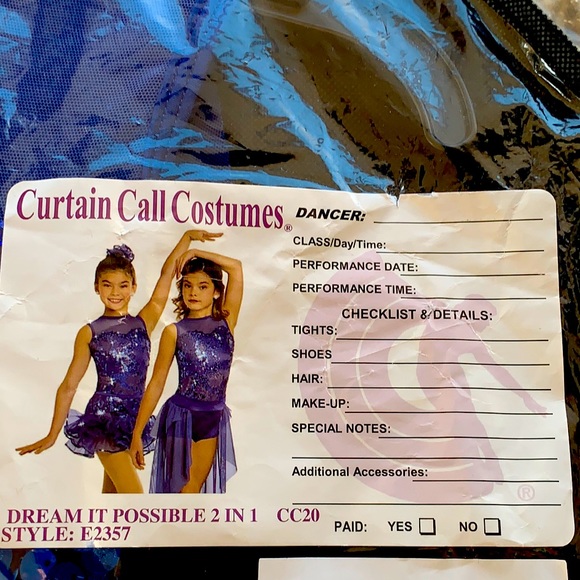 Curtain Call Costumes®
DANCER:
CLASS/Day/Time:
PERFORMANCE DATE:
PERFORMANCE TIME:
CHECKLIST & DETAILS:
TIGHTS:
SHOES
HAIR:
MAKE-UP:
SPECIAL NOTES:
Additional Accessories:
®
DREAM IT POSSIBLE 2 IN 1 CC20
STYLE: E2357
PAID: YES NO